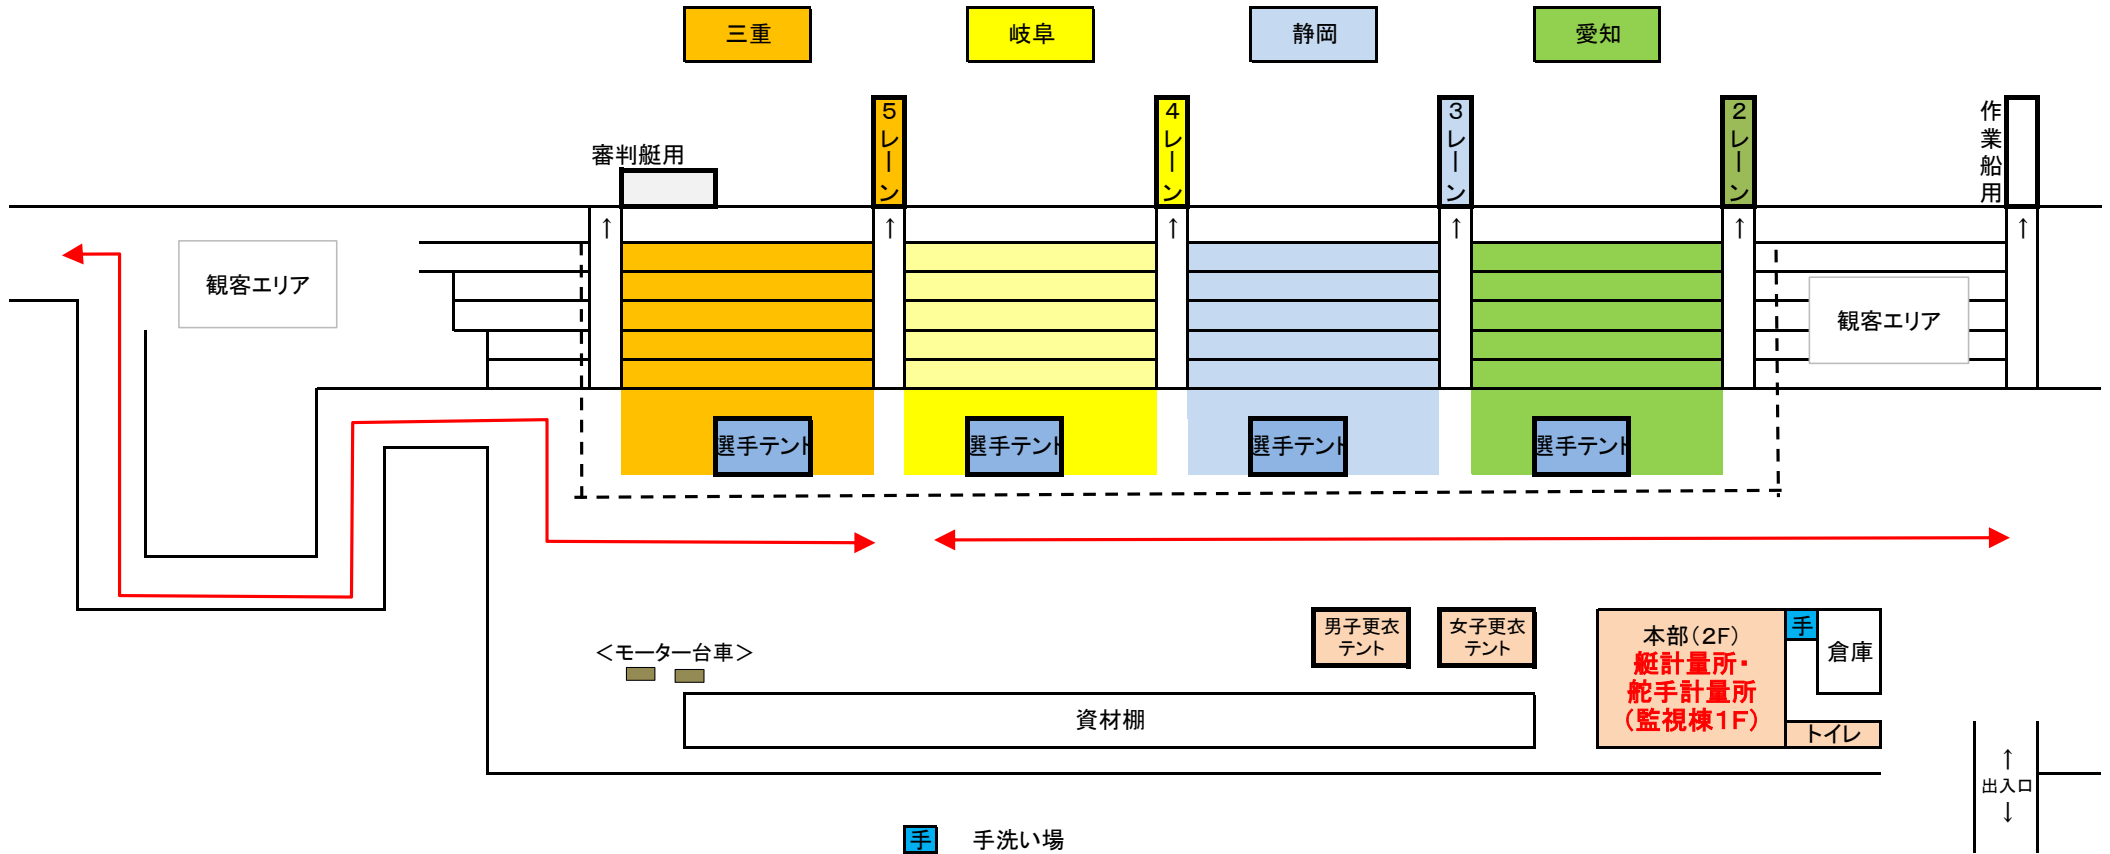 三重
岐阜
静岡
愛知
5レーン
4レーン
3レーン
2レーン
作業船用
審判艇用
↑
↑
↑
↑
↑
↑
観客エリア
観客エリア
選手テント
選手テント
選手テント
選手テント
男子更衣
テント
女子更衣
テント
本部(2F)
艇計量所・
舵手計量所
(監視棟1F)
手
倉庫
<モーター台車>
資材棚
トイレ
↑
出入口
↓
手 手洗い場